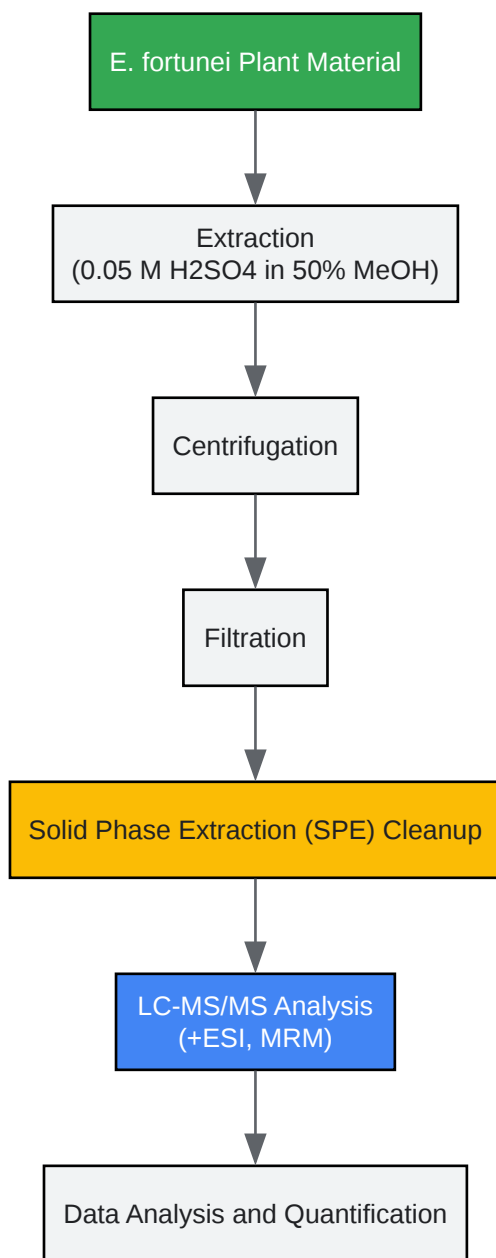 E. fortunei Plant Material
Extraction
(0.05 M H2SO4 in 50% MeOH)
Centrifugation
Filtration
Solid Phase Extraction (SPE) Cleanup
LC-MS/MS Analysis
(+ESI, MRM)
Data Analysis and Quantification